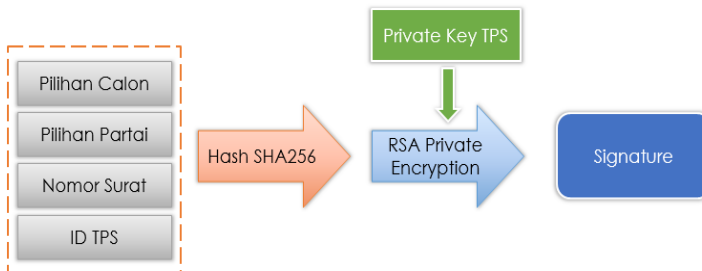 Private Key TPS
Pilihan Calon
Pilihan Partai
Nomor Surat
ID TPS
Hash SHA256
RSA Private
Encryption
Signature